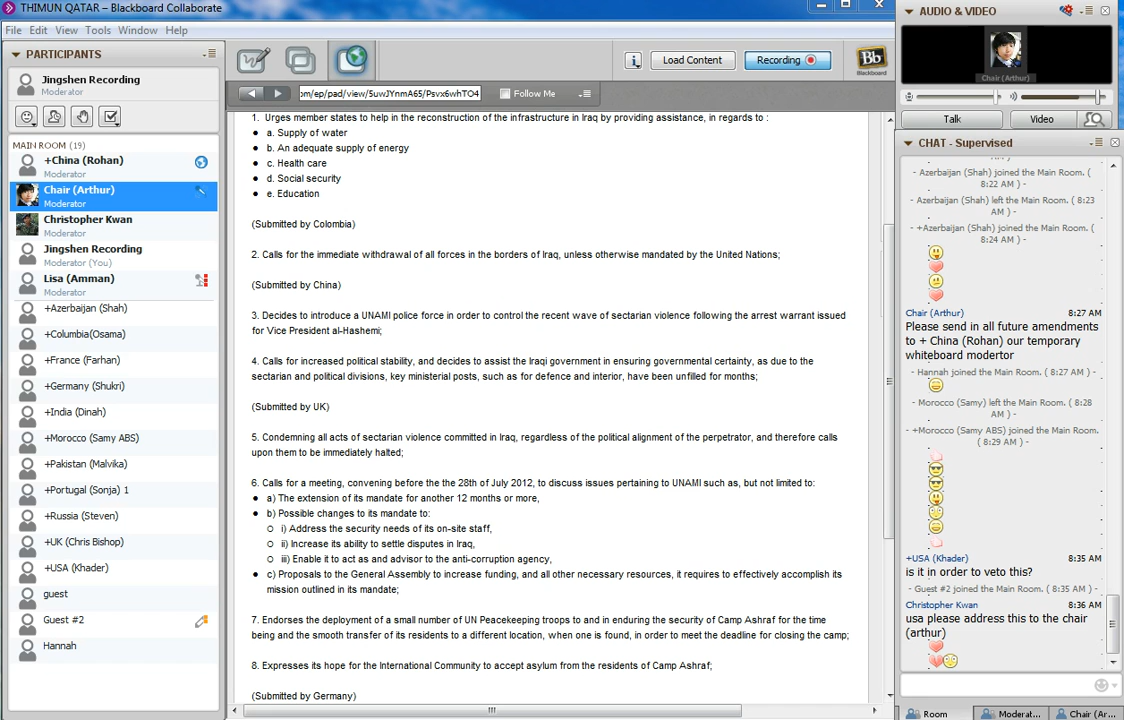 THIMUN QATAR – Blackboard Collaborate
File Edit View Tools Window Help
PARTICIPANTS
Jingshen Recording
Moderator
MAIN ROOM (19)
+China (Rohan)
Moderator
Chair (Arthur)
Moderator
Christopher Kwan
Moderator
Jingshen Recording
Moderator (You)
Lisa (Amman)
Moderator
+Azerbaijan (Shah)
+Columbia(Osama)
+France (Farhan)
+Germany (Shukri)
+India (Dinah)
+Morocco (Samy ABS)
+Pakistan (Malvika)
+Portugal (Sonja) 1
+Russia (Steven)
+UK (Chris Bishop)
+USA (Khader)
guest
Guest #2
Hannah
Load Content
Recording
Bb
Blackboard
om/ep/pad/view/5uwJYnmA65/Psvx6whTO4
Follow Me
1. Urges member states to help in the reconstruction of the infrastructure in Iraq by providing assistance, in regards to :
• a. Supply of water
• b. An adequate supply of energy
• c. Health care
• d. Social security
• e. Education
(Submitted by Colombia)
2. Calls for the immediate withdrawal of all forces in the borders of Iraq, unless otherwise mandated by the United Nations;
(Submitted by China)
3. Decides to introduce a UNAMI police force in order to control the recent wave of sectarian violence following the arrest warrant issued
for Vice President al-Hashemi;
4. Calls for increased political stability, and decides to assist the Iraqi government in ensuring governmental certainty, as due to the
sectarian and political divisions, key ministerial posts, such as for defence and interior, have been unfilled for months;
(Submitted by UK)
5. Condemning all acts of sectarian violence committed in Iraq, regardless of the political alignment of the perpetrator, and therefore calls
upon them to be immediately halted;
6. Calls for a meeting, convening before the the 28th of July 2012, to discuss issues pertaining to UNAMI such as, but not limited to:
• a) The extension of its mandate for another 12 months or more,
• b) Possible changes to its mandate to:
o i) Address the security needs of its on-site staff,
o ii) Increase its ability to settle disputes in Iraq,
o iii) Enable it to act as and advisor to the anti-corruption agency,
• c) Proposals to the General Assembly to increase funding, and all other necessary resources, it requires to effectively accomplish its
mission outlined in its mandate;
7. Endorses the deployment of a small number of UN Peacekeeping troops to and in enduring the security of Camp Ashraf for the time
being and the smooth transfer of its residents to a different location, when one is found, in order to meet the deadline for closing the camp;
8. Expresses its hope for the International Community to accept asylum from the residents of Camp Ashraf;
(Submitted by Germany)
AUDIO & VIDEO
Chair (Arthur)
Talk
Video
CHAT - Supervised
- Azerbaijan (Shah) joined the Main Room. (
8:22 AM ) -
- Azerbaijan (Shah) left the Main Room. ( 8:23
AM ) -
- +Azerbaijan (Shah) joined the Main Room. (
8:24 AM ) -
Chair (Arthur) 8:27 AM
Please send in all future amendments
to + China (Rohan) our temporary
whiteboard modertor
- Hannah joined the Main Room. ( 8:27 AM ) -
- Morocco (Samy) left the Main Room. ( 8:28
AM ) -
- +Morocco (Samy ABS) joined the Main Room.
( 8:29 AM ) -
+USA (Khader) 8:35 AM
is it in order to veto this?
- Guest #2 joined the Main Room. ( 8:35 AM ) -
Christopher Kwan 8:36 AM
usa please address this to the chair
(arthur)
Room
Moderat...
Chair (Ar...